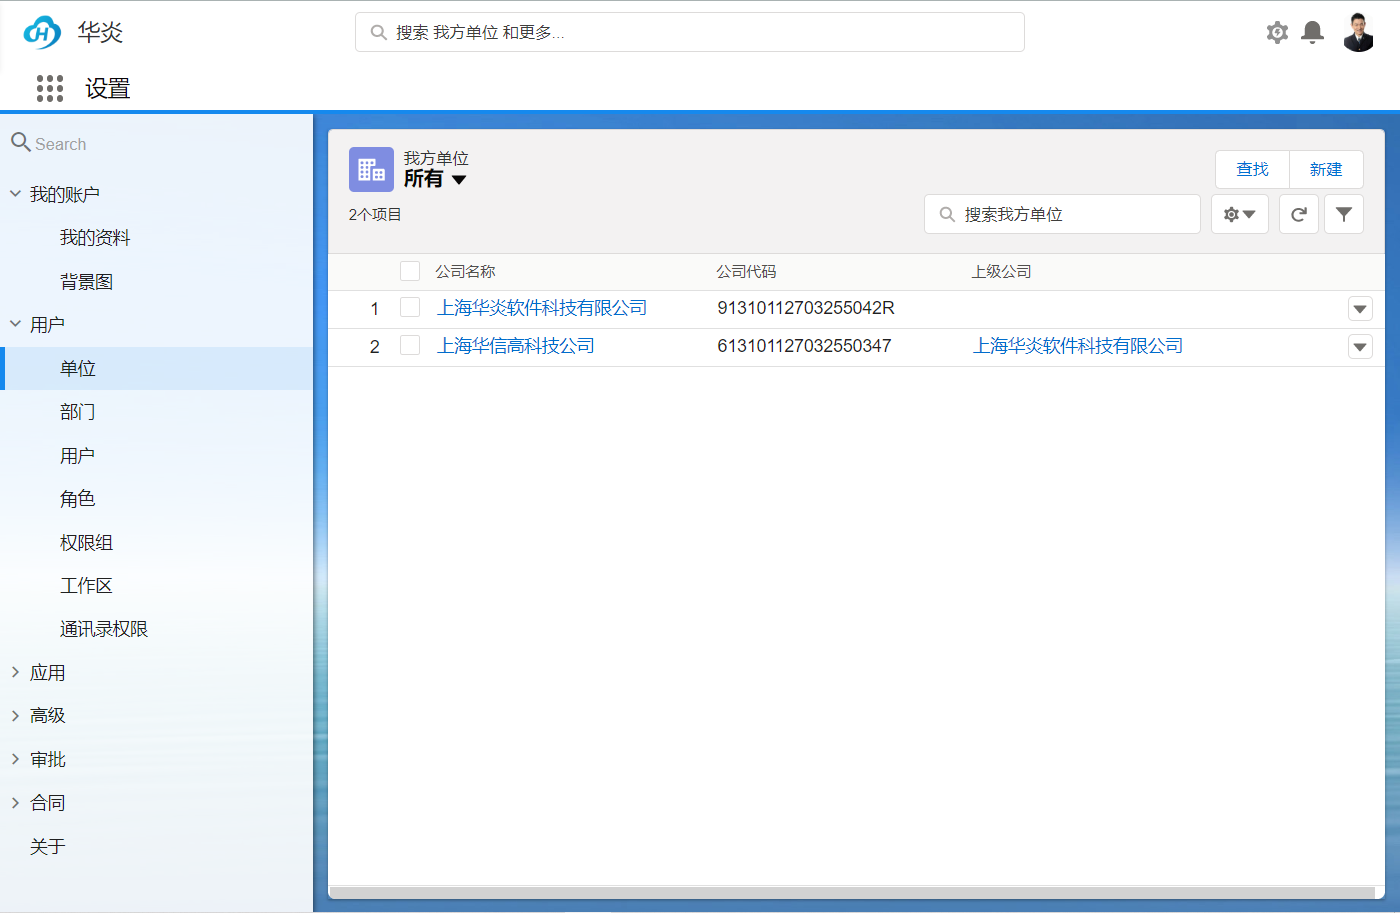 华炎
搜索 我方单位 和更多...
设置
Search
我的账户
我的资料
背景图
用户
单位
部门
用户
角色
权限组
工作区
通讯录权限
应用
高级
审批
合同
关于
我方单位
所有
2个项目
查找
新建
搜索我方单位
公司名称 公司代码 上级公司
1 上海华炎软件科技有限公司 91310112703255042R
2 上海华信高科技公司 613101127032550347 上海华炎软件科技有限公司